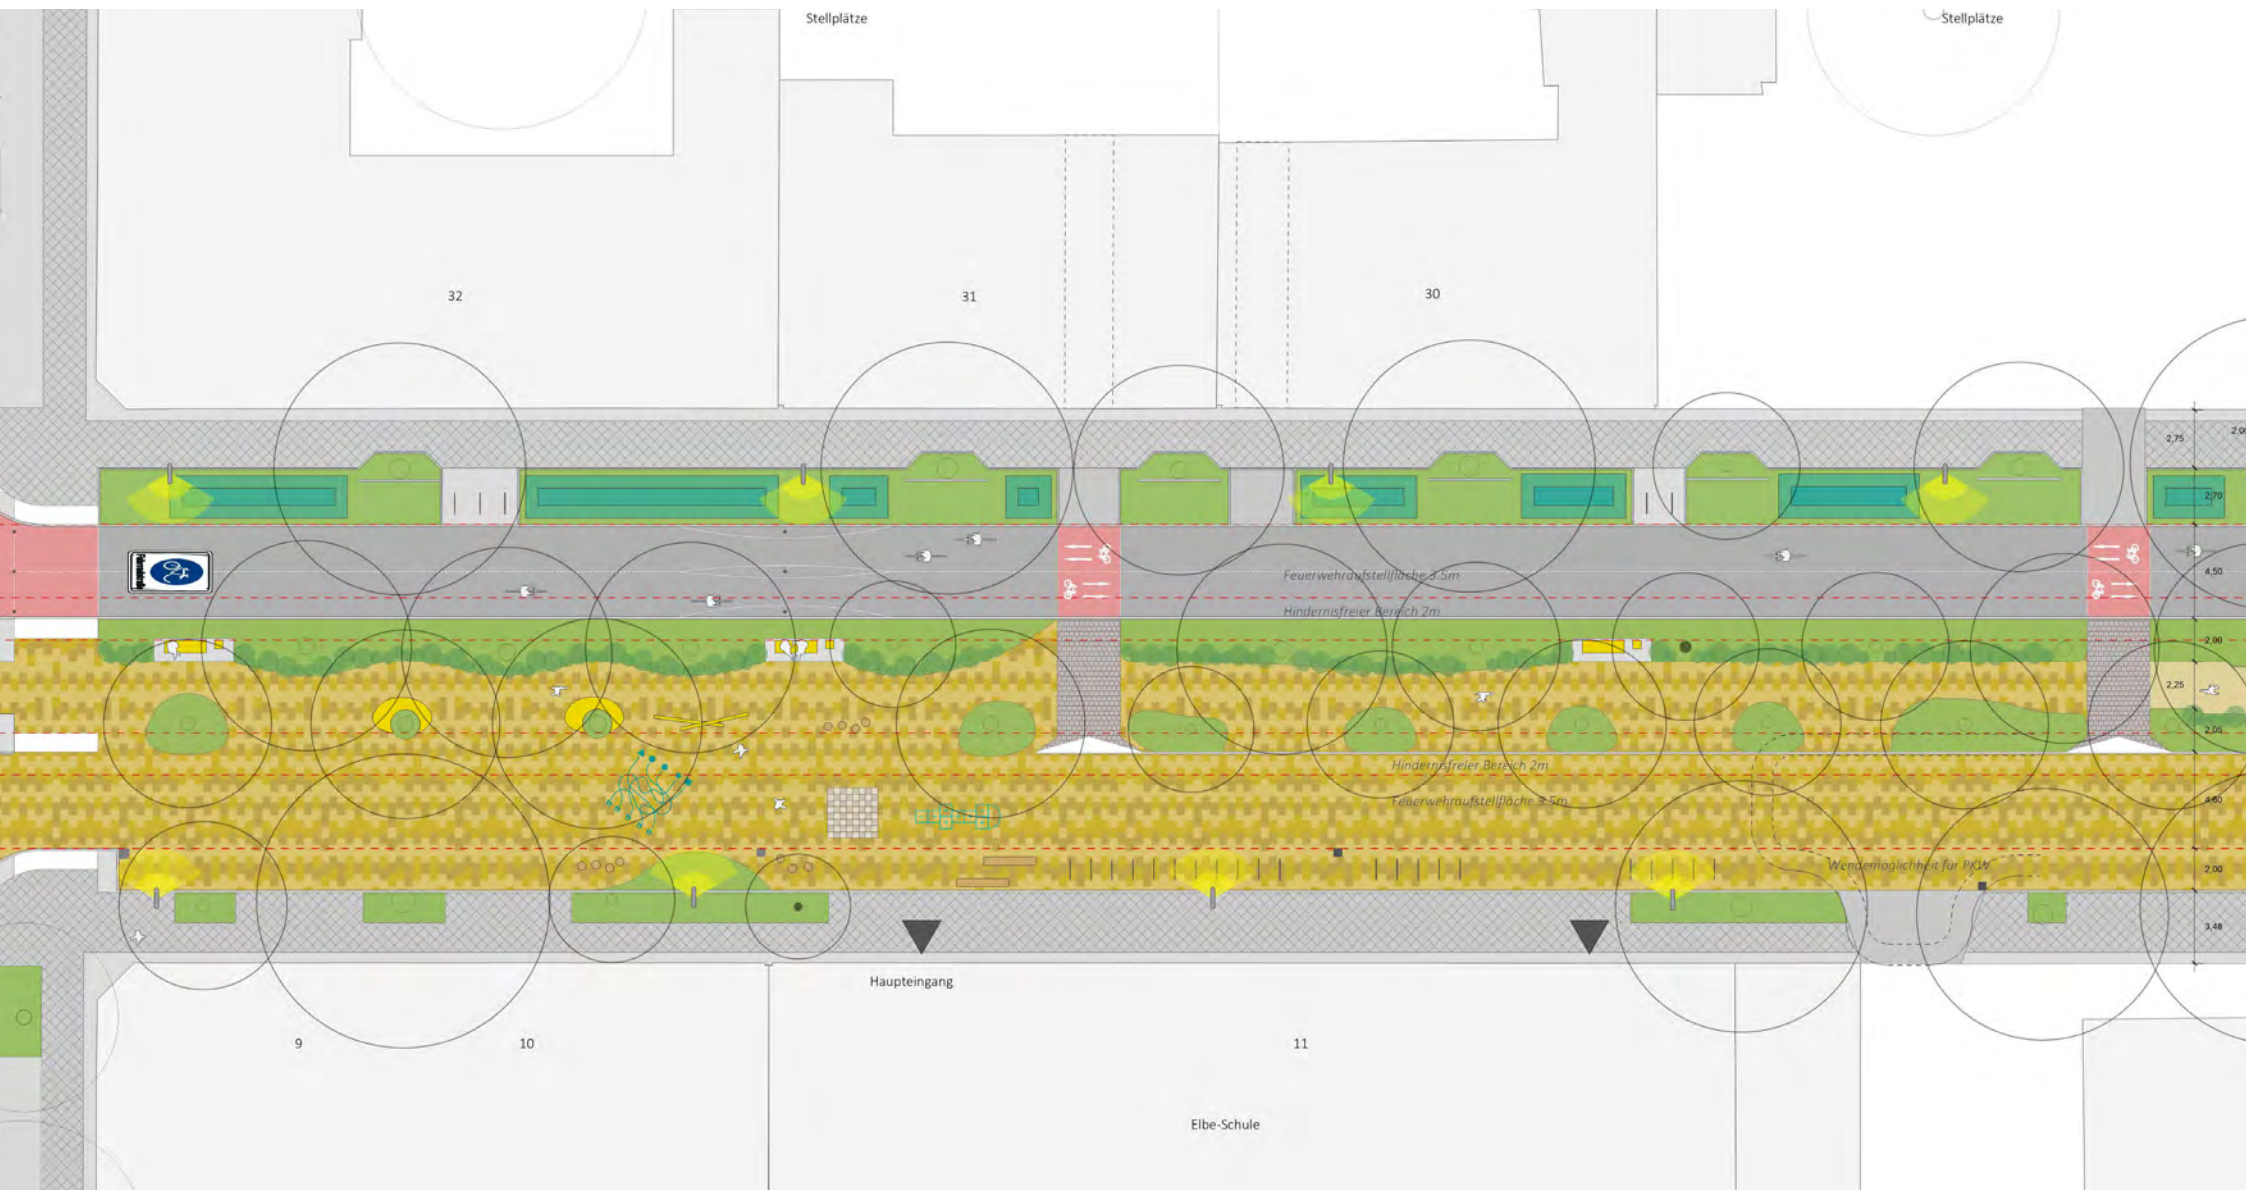 Stellplätze
Stellplätze
32
31
30
2,75
2,70
Fahrradstraße
Feuerwehraufstellfläche 3.5m
4,50
Hindernisfreier Bereich 2m
2,00
2,25
2,05
Hindernisfreier Bereich 2m
Feuerwehraufstellfläche 3.5m
4,60
Wendemöglichheit für PKW
2,00
3,48
Haupteingang
9
10
11
Elbe-Schule